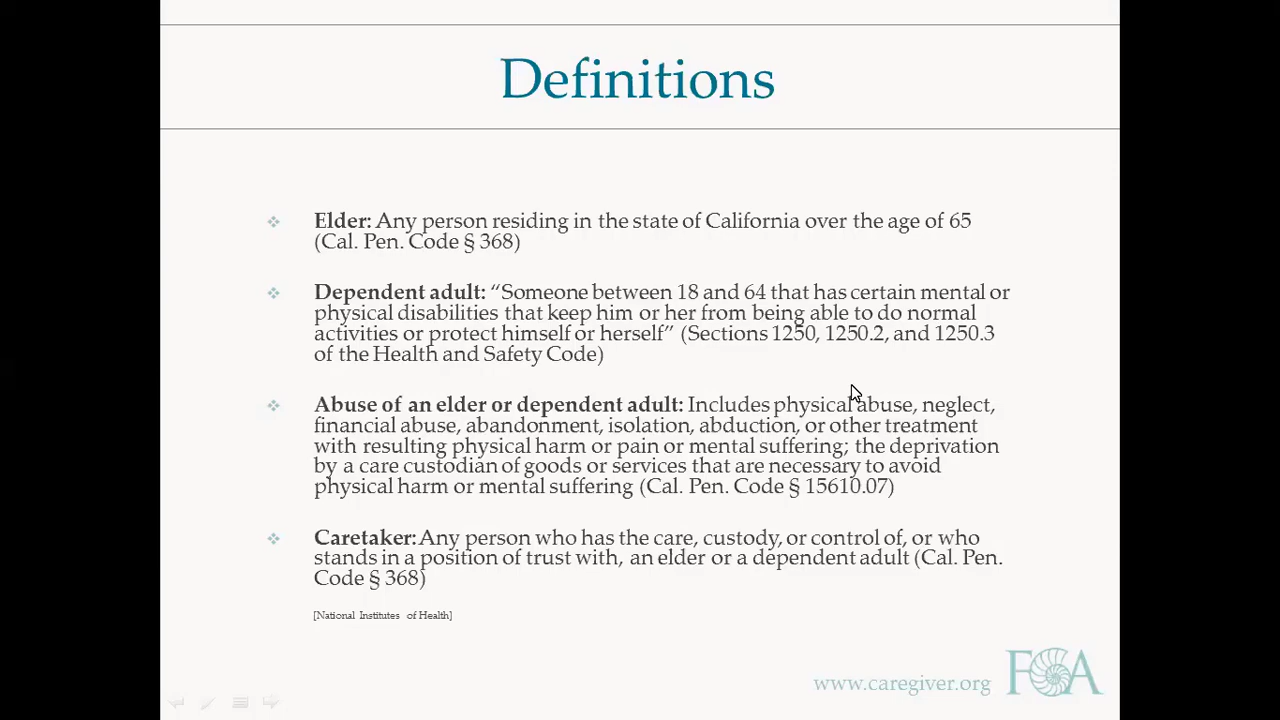 Definitions
Elder: Any person residing in the state of California over the age of 65
(Cal. Pen. Code § 368)
Dependent adult: “Someone between 18 and 64 that has certain mental or
physical disabilities that keep him or her from being able to do normal
activities or protect himself or herself” (Sections 1250, 1250.2, and 1250.3
of the Health and Safety Code)
Abuse of an elder or dependent adult: Includes physical abuse, neglect,
financial abuse, abandonment, isolation, abduction, or other treatment
with resulting physical harm or pain or mental suffering; the deprivation
by a care custodian of goods or services that are necessary to avoid
physical harm or mental suffering (Cal. Pen. Code § 15610.07)
Caretaker: Any person who has the care, custody, or control of, or who
stands in a position of trust with, an elder or a dependent adult (Cal. Pen.
Code § 368)
[National Institutes of Health]
www.caregiver.org FCA